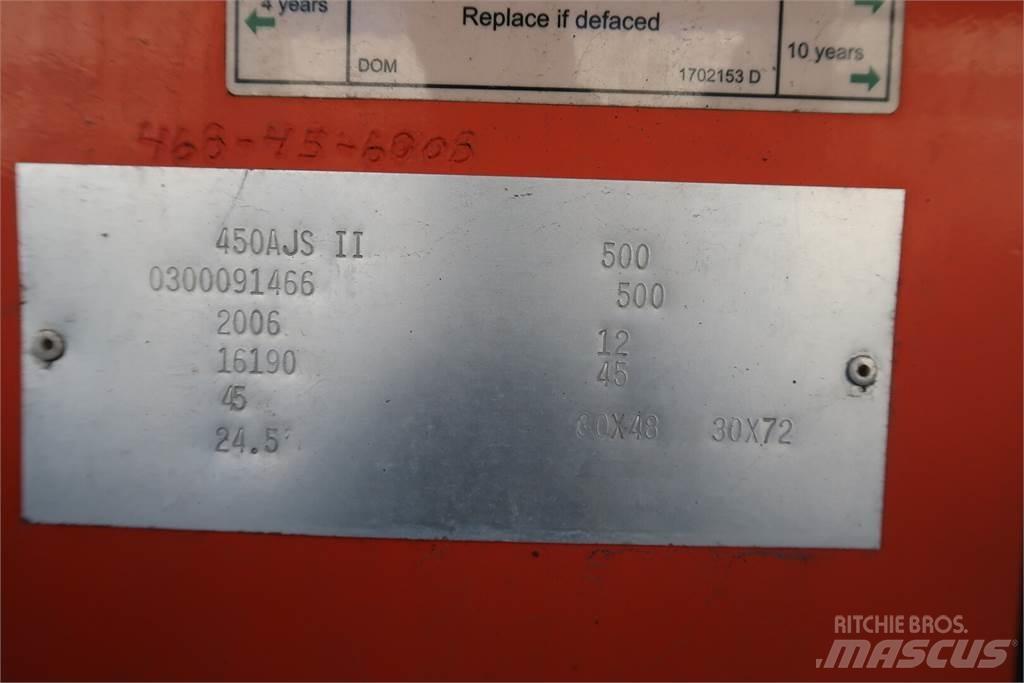 4 years
Replace if defaced
DOM
1702153 D
10 years
450AJS II
0300091466
2006
16190
45
24.5
500
500
12
45
30X72
RITCHIE BROS.
MASCUS